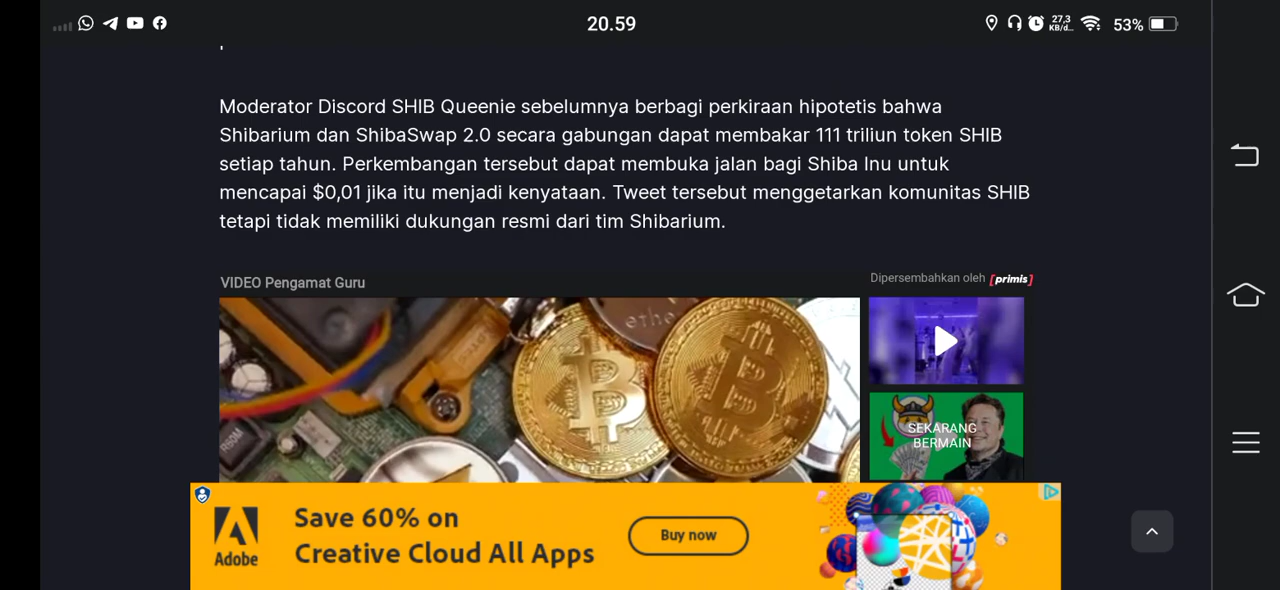 20.59
27,3
KB/d...
53%
Moderator Discord SHIB Queenie sebelumnya berbagi perkiraan hipotetis bahwa
Shibarium dan ShibaSwap 2.0 secara gabungan dapat membakar 111 triliun token SHIB
setiap tahun. Perkembangan tersebut dapat membuka jalan bagi Shiba Inu untuk
mencapai $0,01 jika itu menjadi kenyataan. Tweet tersebut menggetarkan komunitas SHIB
tetapi tidak memiliki dukungan resmi dari tim Shibarium.
VIDEO Pengamat Guru
Dipersembahkan oleh [primis]
SEKARANG
BERMAIN
Adobe
Save 60% on
Creative Cloud All Apps
Buy now